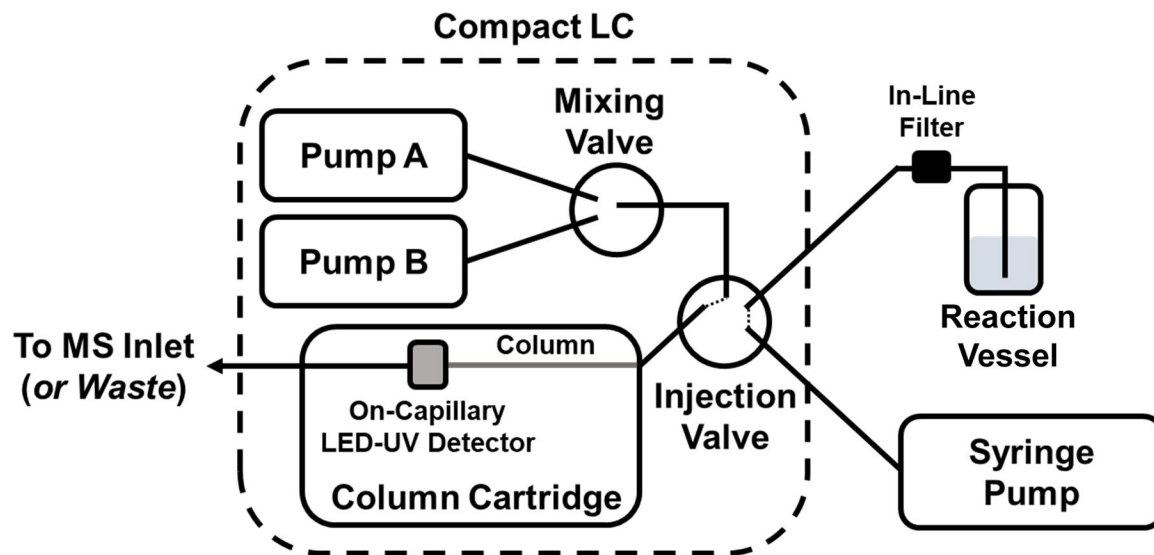 Compact LC
Pump A
Pump B
Mixing
Valve
In-Line
Filter
Reaction
Vessel
To MS Inlet
(or Waste)
Column
On-Capillary
LED-UV Detector
Column Cartridge
Injection
Valve
Syringe
Pump